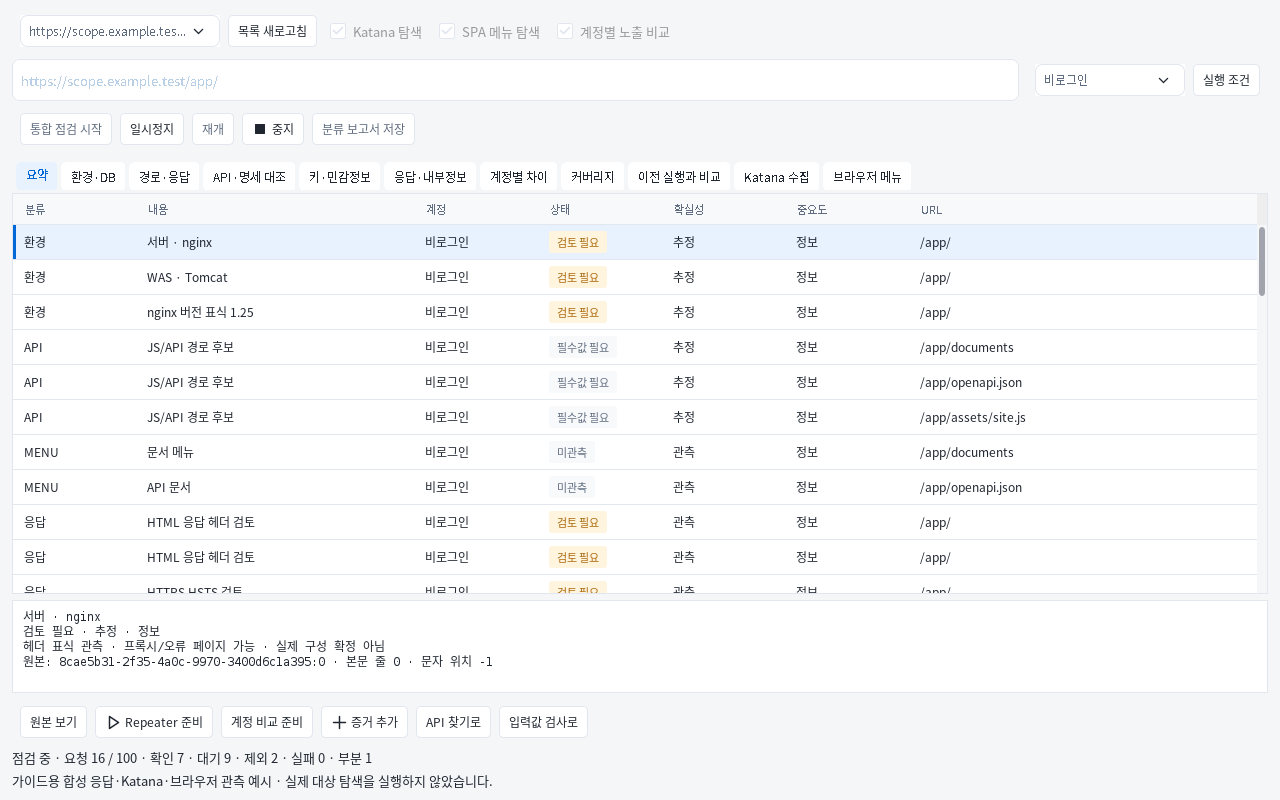 https://scope.example.tes... 목록 새로고침 Katana 탐색 SPA 메뉴 탐색 계정별 노출 비교
https://scope.example.test/app/ 비로그인 실행 조건
통합 점검 시작 일시정지 재개 중지 분류 보고서 저장
요약 환경·DB 경로·응답 API·명세 대조 키·민감정보 응답·내부정보 계정별 차이 커버리지 이전 실행과 비교 Katana 수집 브라우저 메뉴
분류 내용 계정 상태 확실성 중요도 URL
환경 서버 · nginx 비로그인 검토 필요 추정 정보 /app/
환경 WAS · Tomcat 비로그인 검토 필요 추정 정보 /app/
환경 nginx 버전 표식 1.25 비로그인 검토 필요 추정 정보 /app/
API JS/API 경로 후보 비로그인 필수값 필요 추정 정보 /app/documents
API JS/API 경로 후보 비로그인 필수값 필요 추정 정보 /app/openapi.json
API JS/API 경로 후보 비로그인 필수값 필요 추정 정보 /app/assets/site.js
MENU 문서 메뉴 비로그인 미관측 관측 정보 /app/documents
MENU API 문서 비로그인 미관측 관측 정보 /app/openapi.json
응답 HTML 응답 헤더 검토 비로그인 검토 필요 관측 정보 /app/
응답 HTML 응답 헤더 검토 비로그인 검토 필요 관측 정보 /app/
응답 HTTPS HSTS 검토 비로그인 검토 필요 관측 정보 /app/
서버 · nginx
검토 필요 · 추정 · 정보
헤더 표식 관측 · 프록시/오류 페이지 가능 · 실제 구성 확정 아님
원본: 8cae5b31-2f35-4a0c-9970-3400d6c1a395:0 · 본문 줄 0 · 문자 위치 -1
원본 보기 Repeater 준비 계정 비교 준비 증거 추가 API 찾기로 입력값 검사로
점검 중 · 요청 16 / 100 · 확인 7 · 대기 9 · 제외 2 · 실패 0 · 부분 1
가이드용 합성 응답·Katana·브라우저 관측 예시 · 실제 대상 탐색을 실행하지 않았습니다.